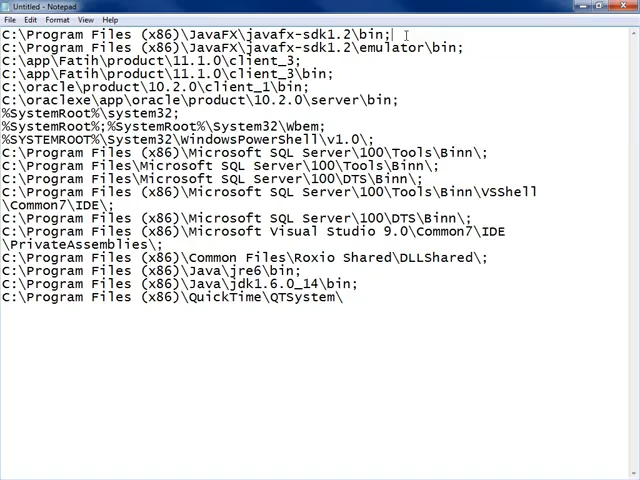 Untitled - Notepad
File Edit Format View Help
C:\Program Files (x86)\JavaFX\javafx-sdk1.2\bin;
C:\Program Files (x86)\JavaFX\javafx-sdk1.2\emulator\bin;
C:\app\Fatih\product\11.1.0\client_3;
C:\app\Fatih\product\11.1.0\client_3\bin;
C:\oracle\product\10.2.0\client_1\bin;
C:\oraclexe\app\oracle\product\10.2.0\server\bin;
%SystemRoot%\system32;
%SystemRoot%;%SystemRoot%\System32\Wbem;
%SYSTEMROOT%\System32\WindowsPowerShell\v1.0\;
C:\Program Files (x86)\Microsoft SQL Server\100\Tools\Binn\;
C:\Program Files\Microsoft SQL Server\100\Tools\Binn\;
C:\Program Files\Microsoft SQL Server\100\DTS\Binn\;
C:\Program Files (x86)\Microsoft SQL Server\100\Tools\Binn\VSShell
\Common7\IDE\;
C:\Program Files (x86)\Microsoft SQL Server\100\DTS\Binn\;
C:\Program Files (x86)\Microsoft Visual Studio 9.0\Common7\IDE
\PrivateAssemblies\;
C:\Program Files (x86)\Common Files\Roxio Shared\DLLShared\;
C:\Program Files (x86)\Java\jre6\bin;
C:\Program Files (x86)\Java\jdk1.6.0_14\bin;
C:\Program Files (x86)\QuickTime\QTSystem\